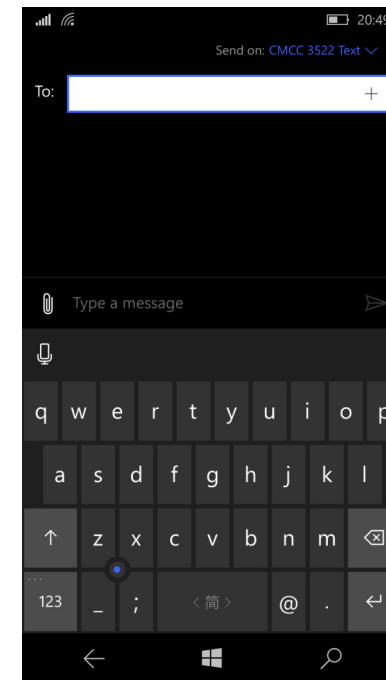 20:49
Send on: CMCC 3522 Text
To:
Type a message
q w e r t y u i o p
a s d f g h j k l
z x c v b n m
123 _ ; <简> @ .